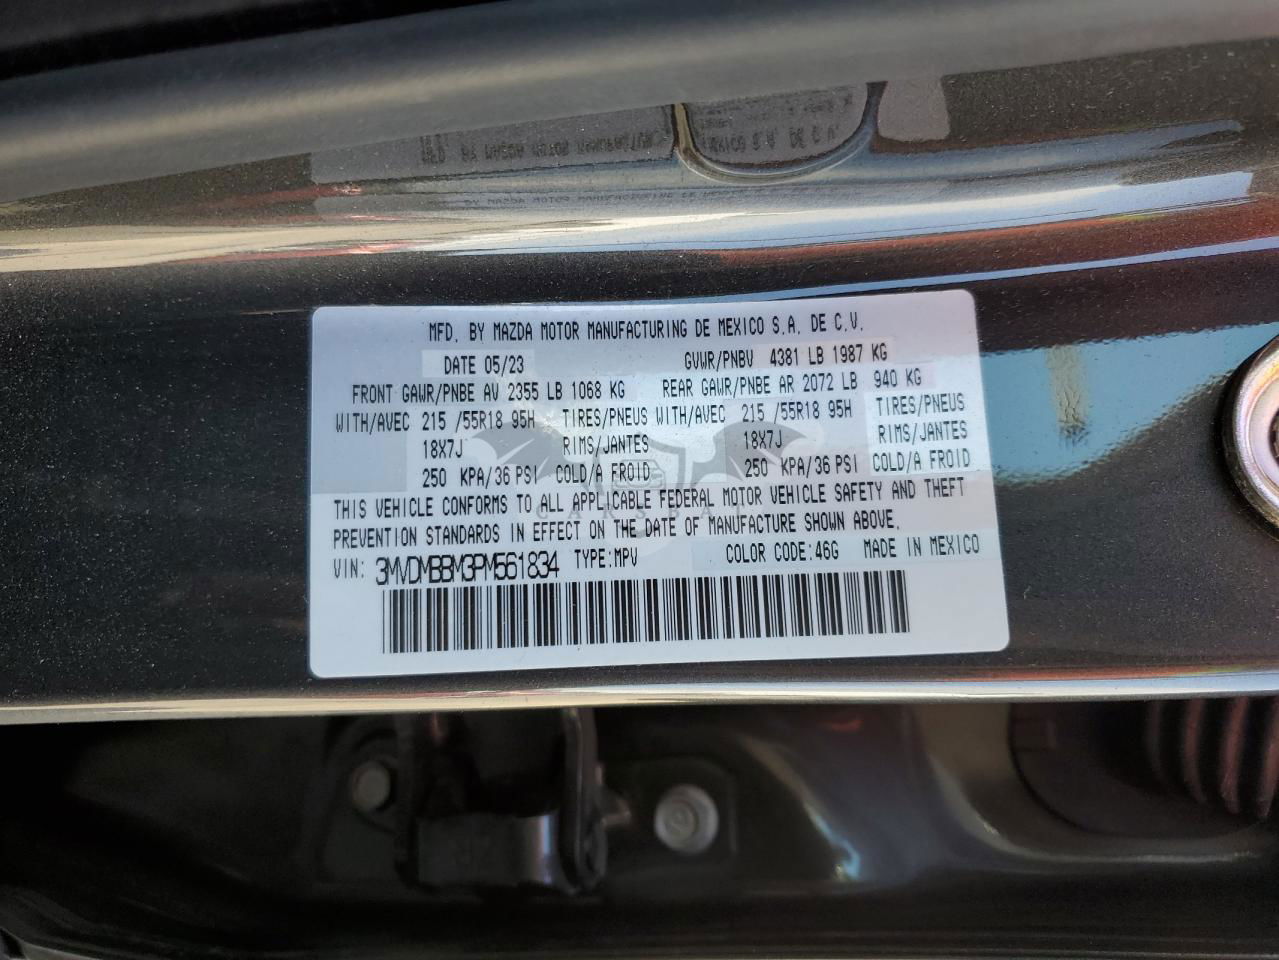 MFD. BY MAZDA MOTOR MANUFACTURING DE MEXICO S.A. DE C.V.
DATE 05/23 GVWR/PNBV 4381 LB 1987 KG
FRONT GAWR/PNBE AV 2355 LB 1068 KG REAR GAWR/PNBE AR 2072 LB 940 KG
WITH/AVEC 215 /55R18 95H TIRES/PNEUS WITH/AVEC 215 /55R18 95H TIRES/PNEUS
18X7J RIMS/JANTES 18X7J RIMS/JANTES
250 KPA/36 PSI COLD/A FROID 250 KPA/36 PSI COLD/A FROID
THIS VEHICLE CONFORMS TO ALL APPLICABLE FEDERAL MOTOR VEHICLE SAFETY AND THEFT
CARSBAT
PREVENTION STANDARDS IN EFFECT ON THE DATE OF MANUFACTURE SHOWN ABOVE.
VIN: 3MVDMBBM3PM561834 TYPE:MPV COLOR CODE:46G MADE IN MEXICO